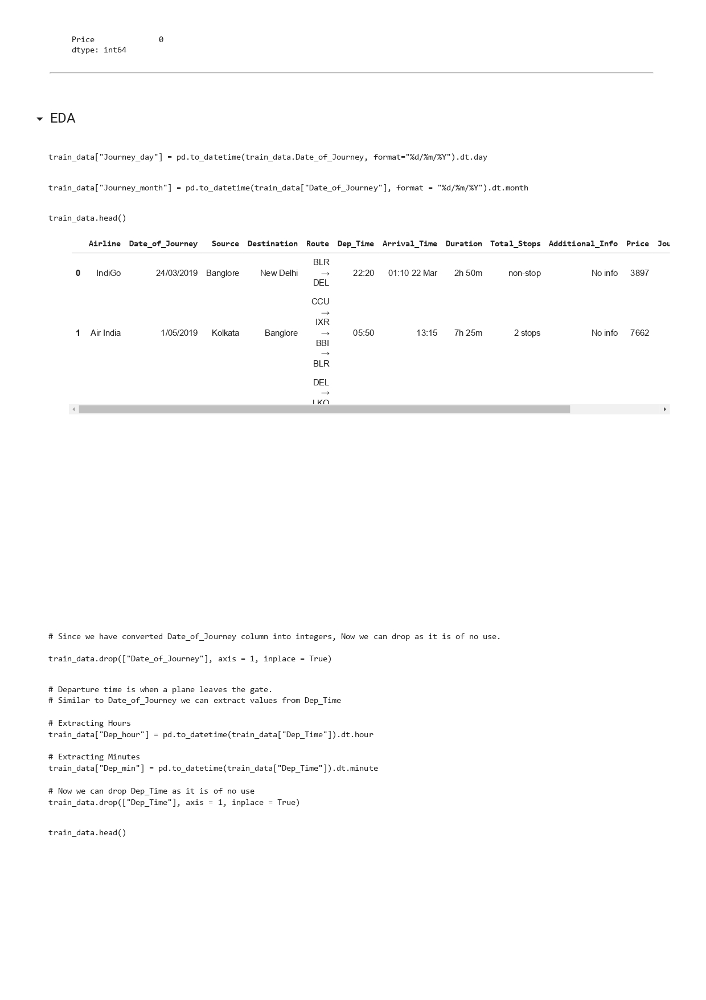 Price 0
dtype: int64
EDA
train_data["Journey_day"] = pd.to_datetime(train_data.Date_of_Journey, format="%d/%m/%Y").dt.day
train_data["Journey_month"] = pd.to_datetime(train_data["Date_of_Journey"], format = "%d/%m/%Y").dt.month
train_data.head()
Airline Date_of_Journey Source Destination Route Dep_Time Arrival_Time Duration Total_Stops Additional_Info Price Jou
BLR
→
0 IndiGo 24/03/2019 Banglore New Delhi 22:20 01:10 22 Mar 2h 50m non-stop No info 3897
DEL
CCU
→
IXR
→
1 Air India 1/05/2019 Kolkata Banglore 05:50 13:15 7h 25m 2 stops No info 7662
BBI
→
BLR
DEL
→
LKO
# Since we have converted Date_of_Journey column into integers, Now we can drop as it is of no use.
train_data.drop(["Date_of_Journey"], axis = 1, inplace = True)
# Departure time is when a plane leaves the gate.
# Similar to Date_of_Journey we can extract values from Dep_Time
# Extracting Hours
train_data["Dep_hour"] = pd.to_datetime(train_data["Dep_Time"]).dt.hour
# Extracting Minutes
train_data["Dep_min"] = pd.to_datetime(train_data["Dep_Time"]).dt.minute
# Now we can drop Dep_Time as it is of no use
train_data.drop(["Dep_Time"], axis = 1, inplace = True)
train_data.head()